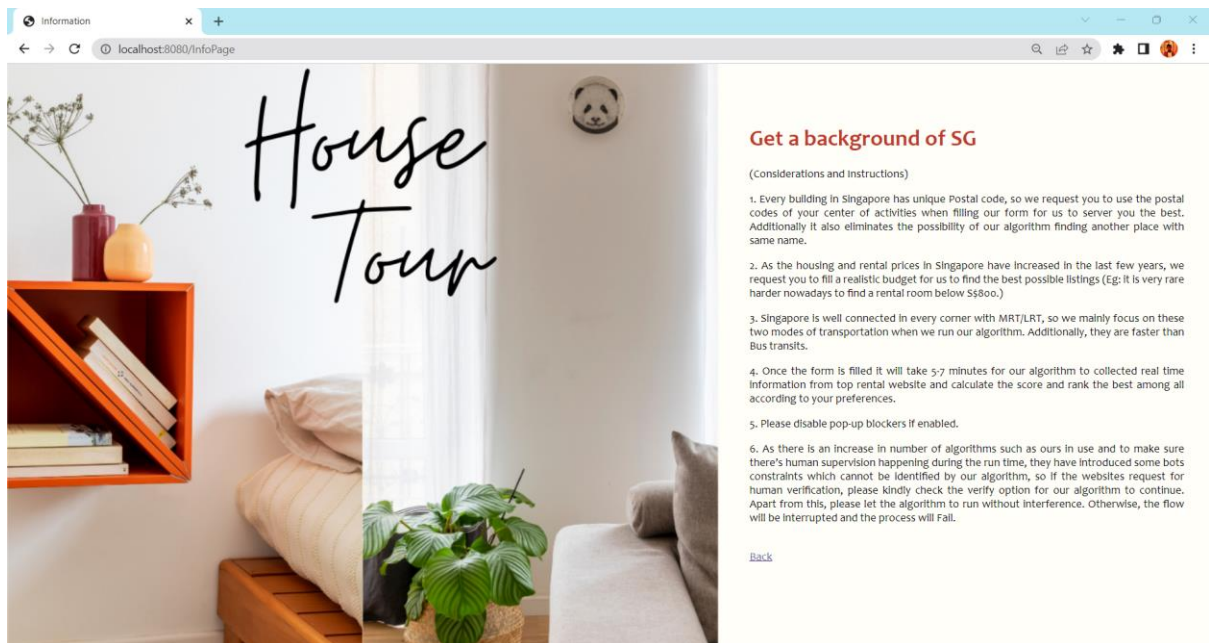 Information
localhost:8080/InfoPage
House
Tour
Get a background of SG
(Considerations and Instructions)
1. Every building in Singapore has unique Postal code, so we request you to use the postal
codes of your center of activities when filling our form for us to server you the best.
Additionally it also eliminates the possibility of our algorithm finding another place with
same name.
2. As the housing and rental prices in Singapore have increased in the last few years, we
request you to fill a realistic budget for us to find the best possible listings (Eg: it is very rare
harder nowadays to find a rental room below S$800.)
3. Singapore is well connected in every corner with MRT/LRT, so we mainly focus on these
two modes of transportation when we run our algorithm. Additionally, they are faster than
Bus transits.
4. Once the form is filled it will take 5-7 minutes for our algorithm to collected real time
information from top rental website and calculate the score and rank the best among all
according to your preferences.
5. Please disable pop-up blockers if enabled.
6. As there is an increase in number of algorithms such as ours in use and to make sure
there's human supervision happening during the run time, they have introduced some bots
constraints which cannot be identified by our algorithm, so if the websites request for
human verification, please kindly check the verify option for our algorithm to continue.
Apart from this, please let the algorithm to run without interference. Otherwise, the flow
will be interrupted and the process will Fail.
Back